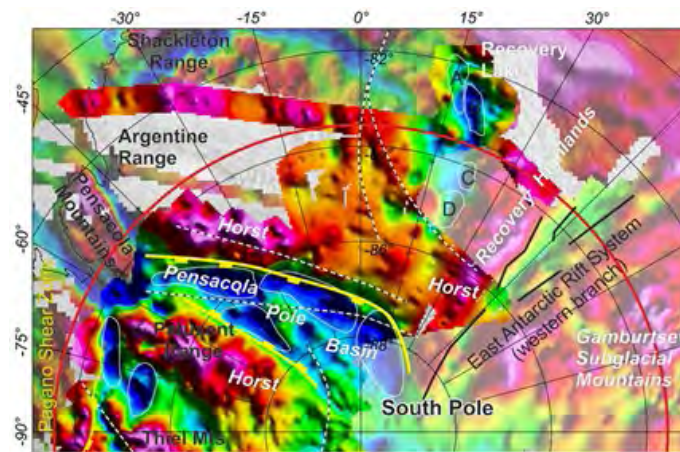 -30°
-15°
0°
15°
30°
Shackleton
Range
-82°
Recovery
-45°
A
Argentine
Range
Pensacola
Mountains
C
D
Recovery Highlands
Horst
-60°
-86°
Horst
Pensacola
Pole
Basin
East Antarctic Rift System
(western-branch)
Range
-88°
Gamburtsev
Subglacial
Mountains
-75°
Horst
Pagano Shear Zone
South Pole
-90°
Thiel Mts